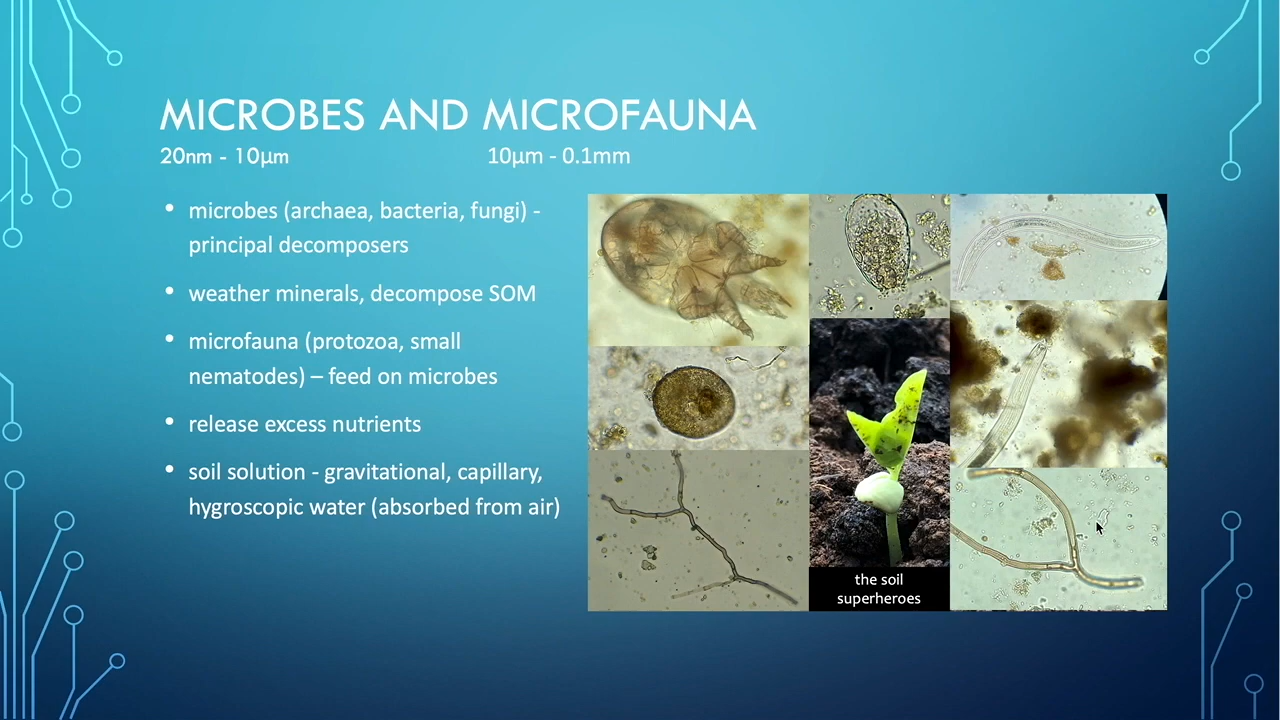 MICROBES AND MICROFAUNA
20nm - 10µm 10µm - 0.1mm
• microbes (archaea, bacteria, fungi) -
principal decomposers
• weather minerals, decompose SOM
• microfauna (protozoa, small
nematodes) – feed on microbes
• release excess nutrients
• soil solution - gravitational, capillary,
hygroscopic water (absorbed from air)
the soil
superheroes